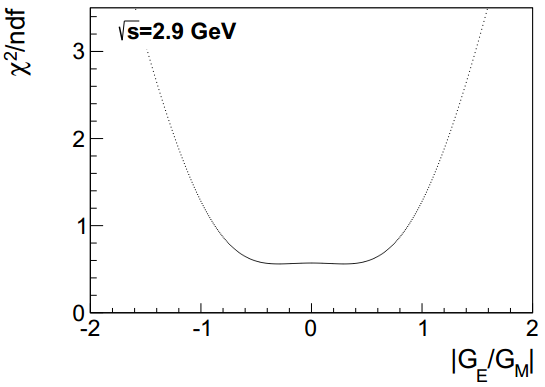 χ²/ndf
√s=2.9 GeV
3
2
1
0
-2 -1 0 1 2
|G_E/G_M|